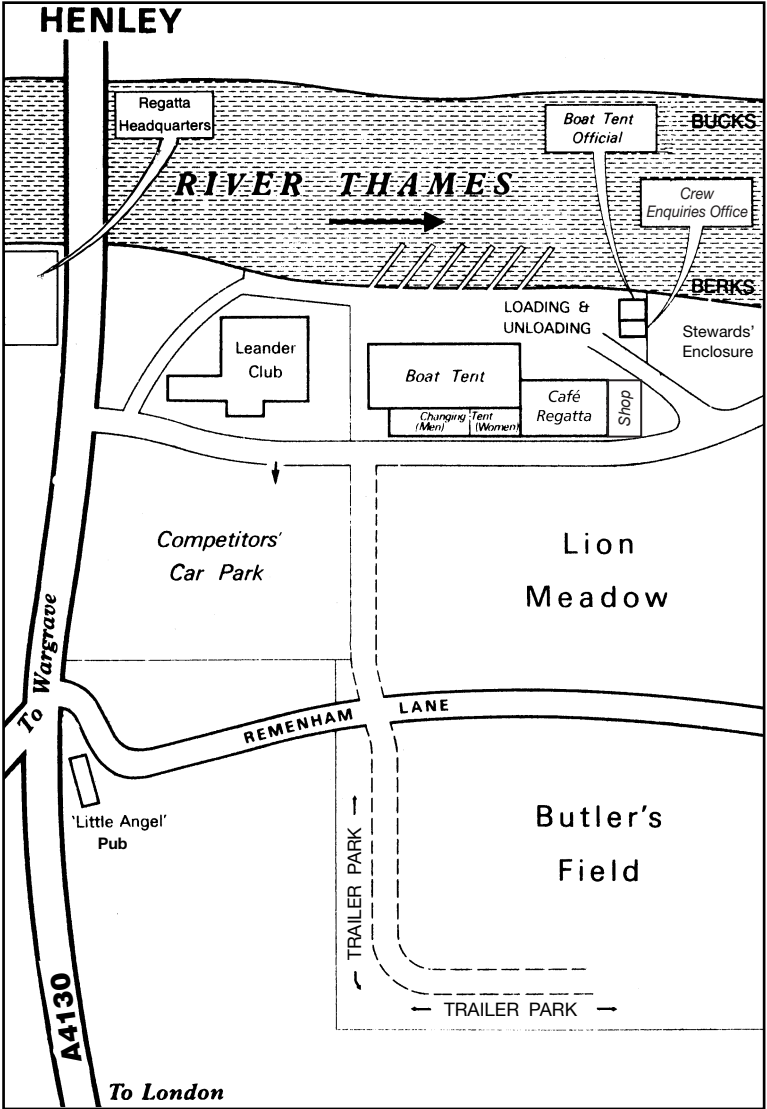 HENLEY
Regatta
Headquarters
Boat Tent
Official
BUCKS
RIVER THAMES
Crew
Enquiries Office
BERKS
LOADING &
UNLOADING
Stewards'
Enclosure
Leander
Club
Boat Tent
Café
Regatta
Shop
Changing Tent
(Men) (Women)
Competitors'
Car Park
Lion
Meadow
To Wargrave
REMENHAM LANE
'Little Angel'
Pub
Butler's
Field
TRAILER PARK
TRAILER PARK
A4130
To London